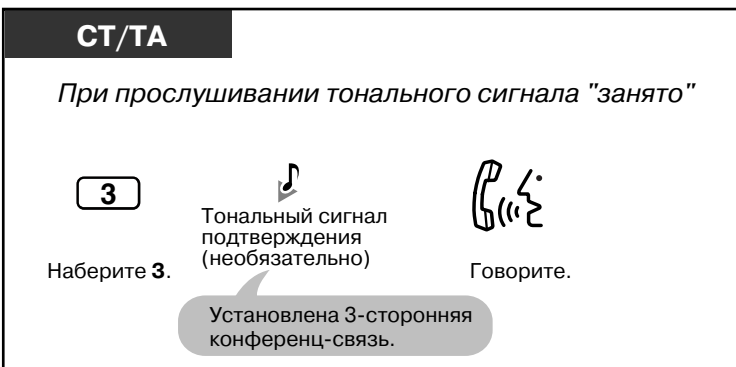 СТ/ТА
При прослушивании тонального сигнала "занято"
3
Тональный сигнал
подтверждения
(необязательно)
Наберите 3.
Говорите.
Установлена 3-сторонняя
конференц-связь.